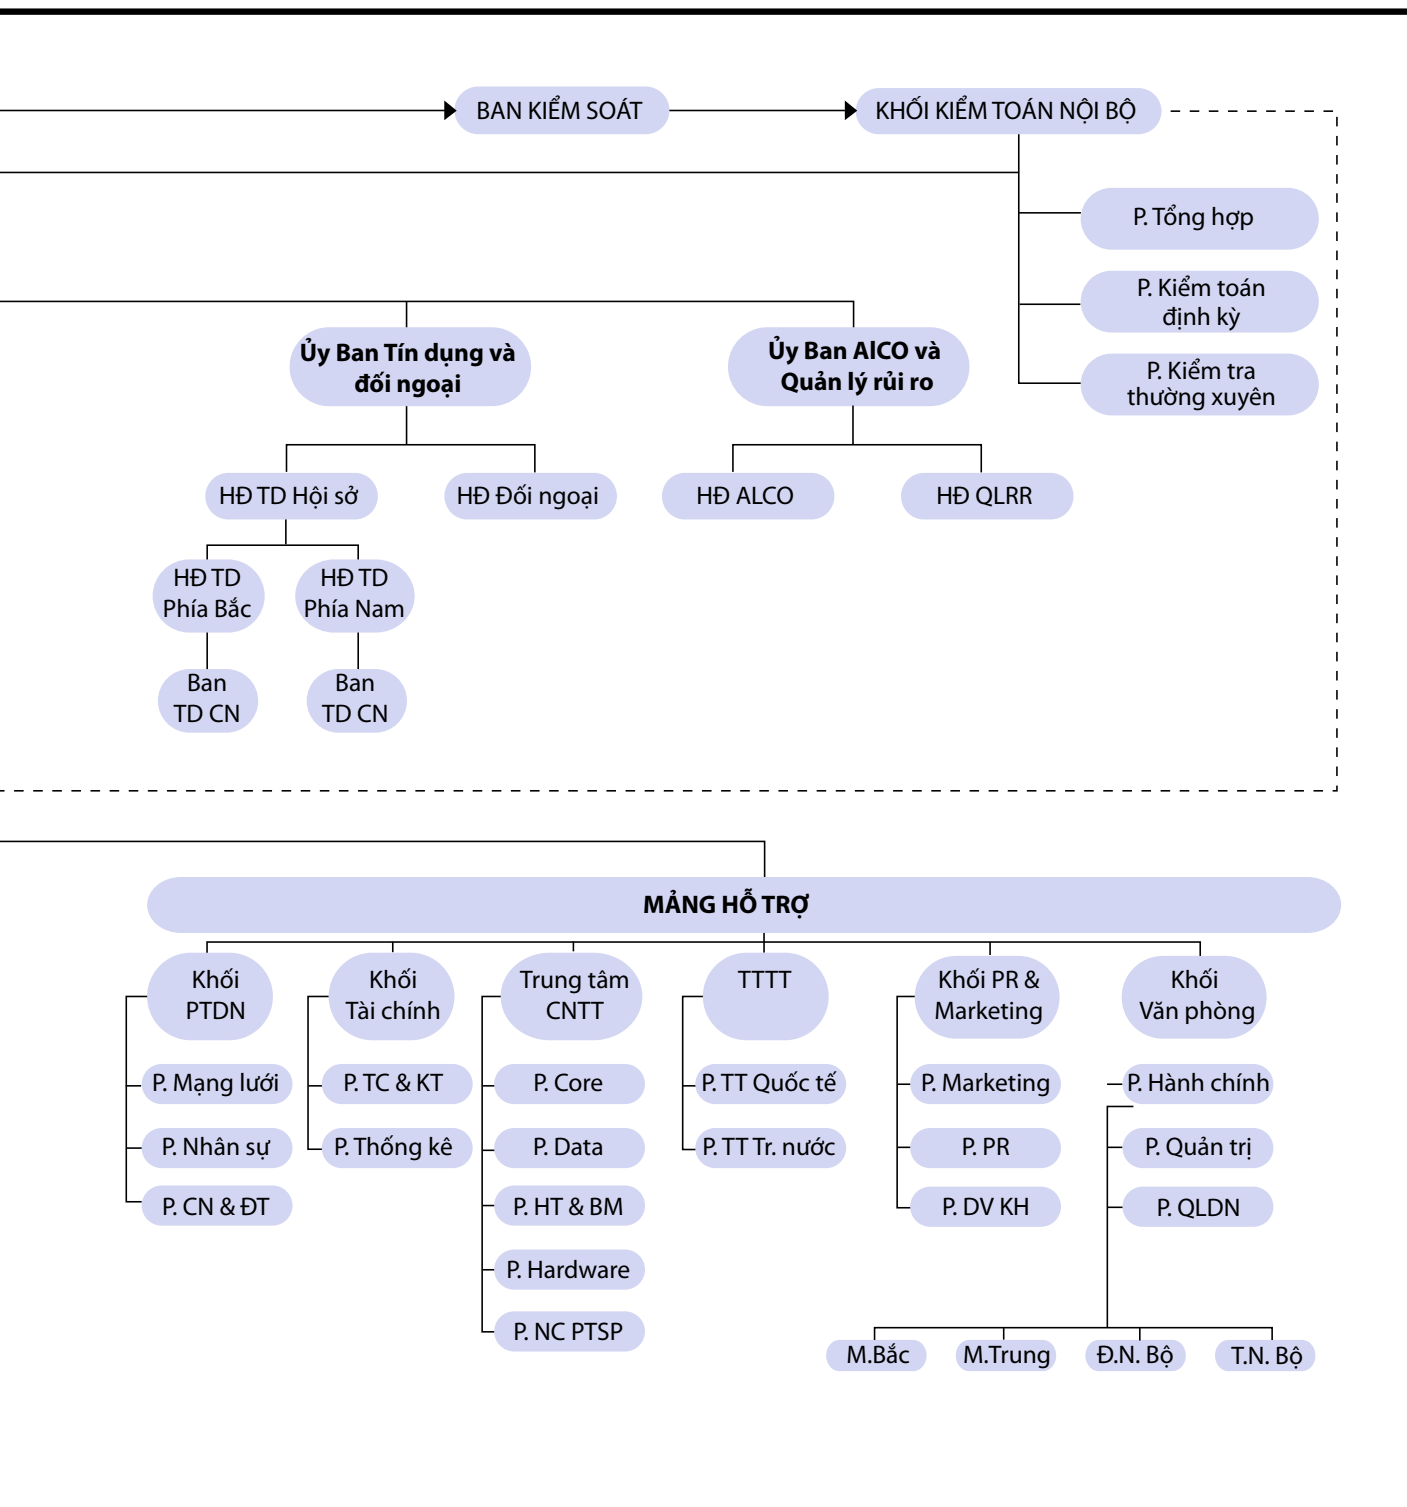 BAN KIỂM SOÁT
KHỐI KIỂM TOÁN NỘI BỘ
P. Tổng hợp
P. Kiểm toán
định kỳ
P. Kiểm tra
thường xuyên
Ủy Ban Tín dụng và
đối ngoại
Ủy Ban AlCO và
Quản lý rủi ro
HĐ TD Hội sở
HĐ Đối ngoại
HĐ ALCO
HĐ QLRR
HĐ TD
Phía Bắc
HĐ TD
Phía Nam
Ban
TD CN
Ban
TD CN
MẢNG HỖ TRỢ
Khối
PTDN
P. Mạng lưới
P. Nhân sự
P. CN & ĐT
Khối
Tài chính
P. TC & KT
P. Thống kê
Trung tâm
CNTT
P. Core
P. Data
P. HT & BM
P. Hardware
P. NC PTSP
TTTT
P. TT Quốc tế
P. TT Tr. nước
Khối PR &
Marketing
P. Marketing
P. PR
P. DV KH
Khối
Văn phòng
P. Hành chính
P. Quản trị
P. QLDN
M.Bắc
M.Trung
Đ.N. Bộ
T.N. Bộ